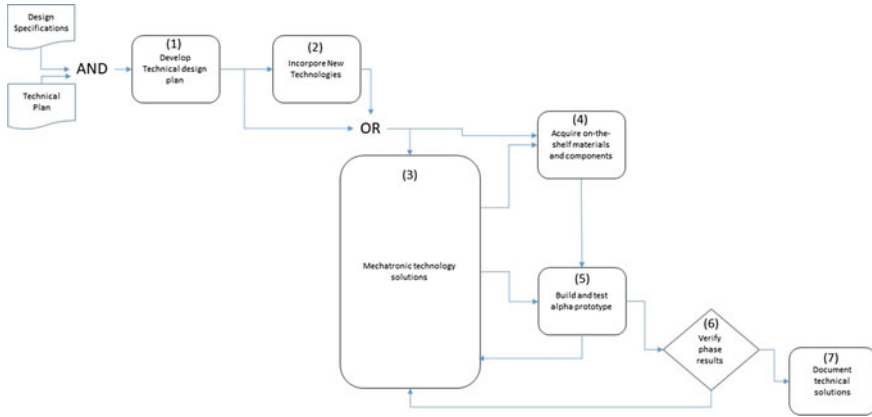 Design
Specifications
AND
Technical
Plan
(1)
Develop
Technical design
plan
(2)
Incorpore New
Technologies
OR
(3)
Mechatronic technology
solutions
(4)
Acquire on-the-
shelf materials
and components
(5)
Build and test
alpha prototype
(6)
Verify
phase
results
(7)
Document
technical
solutions